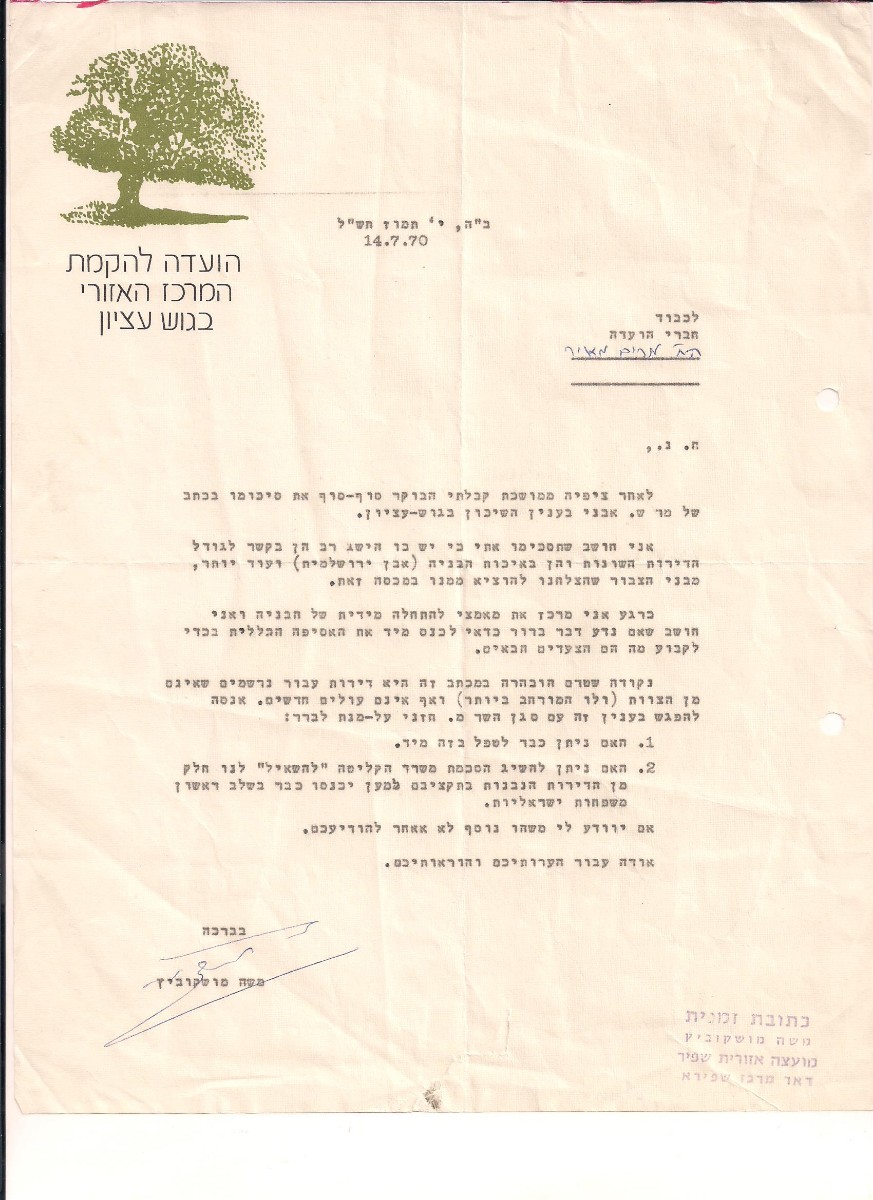 הועדה להקמת
המרכז האזורי
בגוש עציון
ב"ה, י' תמוז תש"ל
14.7.70
לכבוד
חברי הועדה
מאיר
ח. נ.,
לאחר ציפיה ממושכת קבלתי הבוקר סוף-סוף את סיכומו בכתב
של מר ש. אבני בענין השיכון בגוש-עציון.
אני חושב שתסכימו אתי כי יש בו הישג רב הן בקשר לגודל
הדירות השונות והן באיכות הבניה (אבן ירושלמית) ועוד יותר,
מבני הצבור שהצלחנו להוציא ממנו במכסה זאת.
כרגע אני מרכז את מאמצי להתחלה מידית של הבניה ואני
חושב שאם נדע דבר ברור כדאי לכנס מיד את האסיפה הכללית בכדי
לקבוע מה הם הצעדים הבאים.
נקודה שטרם הובהרה במכתב זה היא דירות עבור נרשמים שאינם
מן הצוות (ולו המורחב ביותר) ואף אינם עולים חדשים. אנסה
להפגש בענין זה עם סגן השר מ. חזני על-מנת לברר:
1. האם ניתן כבר לטפל בזה מיד.
2. האם ניתן להשיג הסכמת משרד הקליטה "להשאיל" לנו חלק
מן הדירות הנבנות בתקציבם למען יכנסו כבר בשלב ראשון
משפחות ישראליות.
אם יוודע לי משהו נוסף לא אאחר להודיעכם.
אודה עבור הערותיכם והוראותיכם.
בברכה
משה מושקוביץ
כתובת זמנית
משה מושקוביץ
מועצה אזורית שפיר
דאר מרכז שפירא